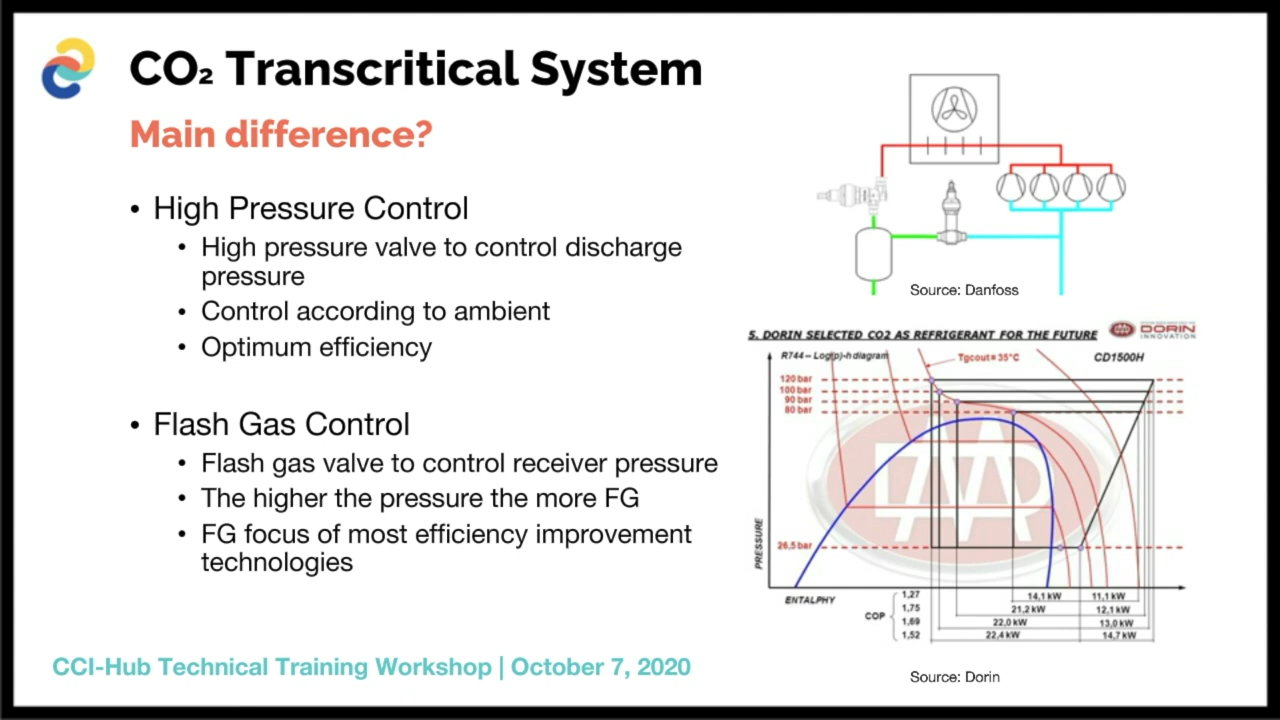 CO₂ Transcritical System
Main difference?
• High Pressure Control
• High pressure valve to control discharge
pressure
• Control according to ambient
• Optimum efficiency
• Flash Gas Control
• Flash gas valve to control receiver pressure
• The higher the pressure the more FG
• FG focus of most efficiency improvement
technologies
CCI-Hub Technical Training Workshop | October 7, 2020
Source: Danfoss
5. DORIN SELECTED CO2 AS REFRIGERANT FOR THE FUTURE
DORIN
INNOVATION
R744 – Log(p)-h diagram
Tgcout = 35°C
CD1500H
120 bar
100 bar
90 bar
80 bar
26,5 bar
PRESSURE
ENTALPHY
COP
1,27 14,1 kW 11,1 kW
1,75 21,2 kW 12,1 kW
1,69 22,0 kW 13,0 kW
1,52 22,4 kW 14,7 kW
Source: Dorin